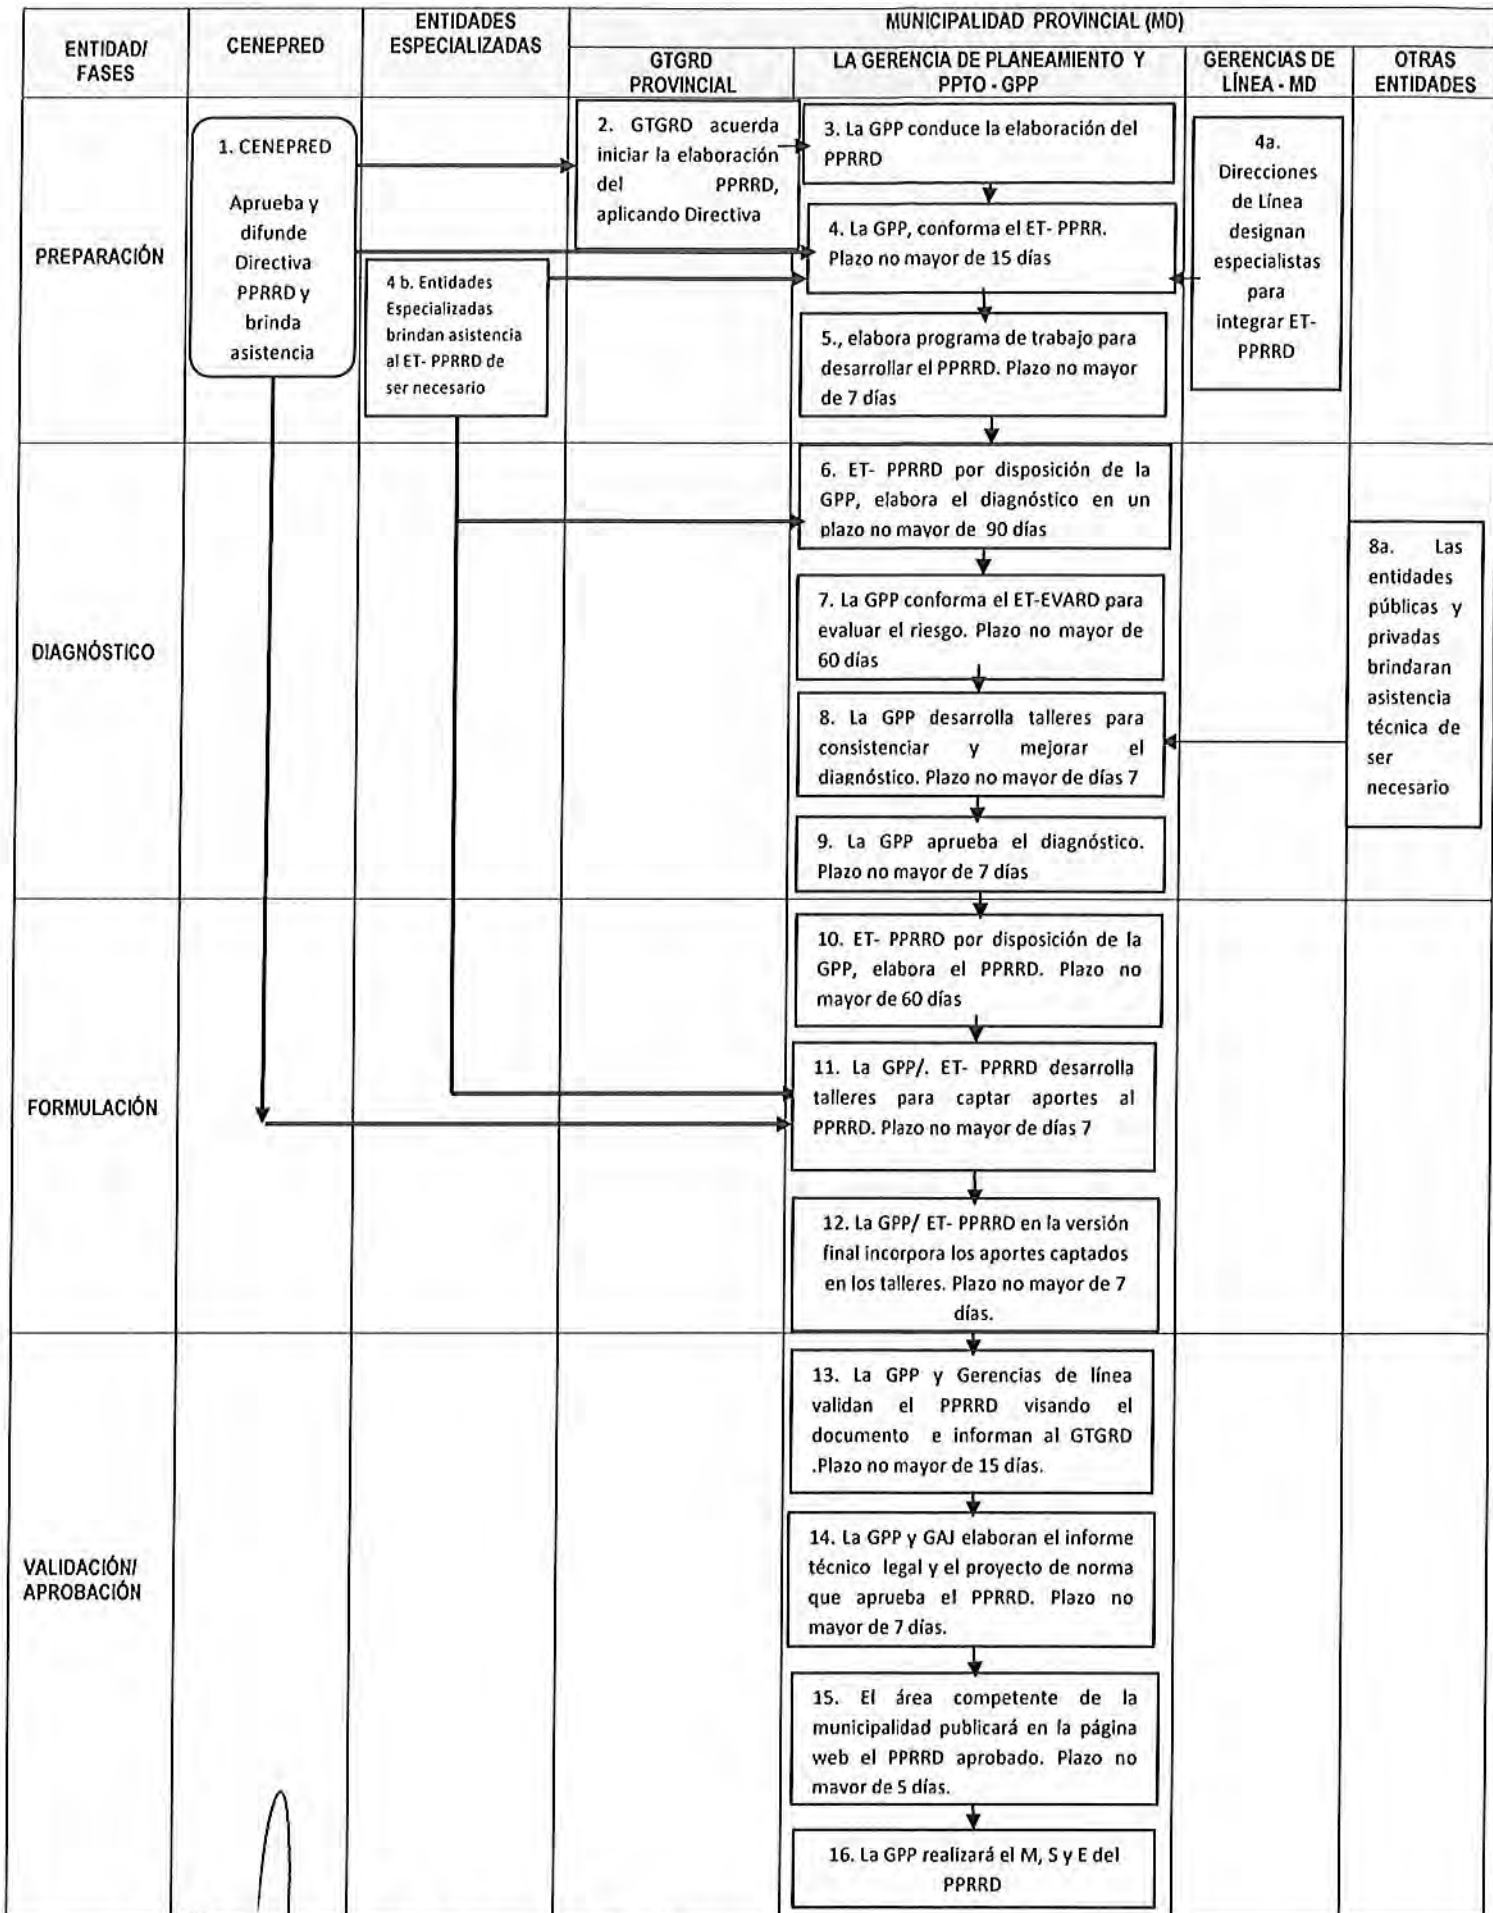 ENTIDAD/
FASES
CENEPRED
ENTIDADES
ESPECIALIZADAS
MUNICIPALIDAD PROVINCIAL (MD)
GTGRD
PROVINCIAL
LA GERENCIA DE PLANEAMIENTO Y
PPTO - GPP
GERENCIAS DE
LÍNEA - MD
OTRAS
ENTIDADES
PREPARACIÓN
1. CENEPRED
Aprueba y
difunde
Directiva
PPRRD y
brinda
asistencia
4 b. Entidades
Especializadas
brindan asistencia
al ET- PPRRD de
ser necesario
2. GTGRD acuerda
iniciar la elaboración
del PPRRD,
aplicando Directiva
3. La GPP conduce la elaboración del
PPRRD
4. La GPP, conforma el ET- PPRR.
Plazo no mayor de 15 días
5., elabora programa de trabajo para
desarrollar el PPRRD. Plazo no mayor
de 7 días
4a.
Direcciones
de Línea
designan
especialistas
para
integrar ET-
PPRRD
DIAGNÓSTICO
6. ET- PPRRD por disposición de la
GPP, elabora el diagnóstico en un
plazo no mayor de 90 días
7. La GPP conforma el ET-EVARD para
evaluar el riesgo. Plazo no mayor de
60 días
8. La GPP desarrolla talleres para
consistenciar y mejorar el
diagnóstico. Plazo no mayor de días 7
9. La GPP aprueba el diagnóstico.
Plazo no mayor de 7 días
8a. Las
entidades
públicas y
privadas
brindaran
asistencia
técnica de
ser
necesario
FORMULACIÓN
10. ET- PPRRD por disposición de la
GPP, elabora el PPRRD. Plazo no
mayor de 60 días
11. La GPP/. ET- PPRRD desarrolla
talleres para captar aportes al
PPRRD. Plazo no mayor de días 7
12. La GPP/ ET- PPRRD en la versión
final incorpora los aportes captados
en los talleres. Plazo no mayor de 7
días.
VALIDACIÓN/
APROBACIÓN
13. La GPP y Gerencias de línea
validan el PPRRD visando el
documento e informan al GTGRD
.Plazo no mayor de 15 días.
14. La GPP y GAJ elaboran el informe
técnico legal y el proyecto de norma
que aprueba el PPRRD. Plazo no
mayor de 7 días.
15. El área competente de la
municipalidad publicará en la página
web el PPRRD aprobado. Plazo no
mayor de 5 días.
16. La GPP realizará el M, S y E del
PPRRD